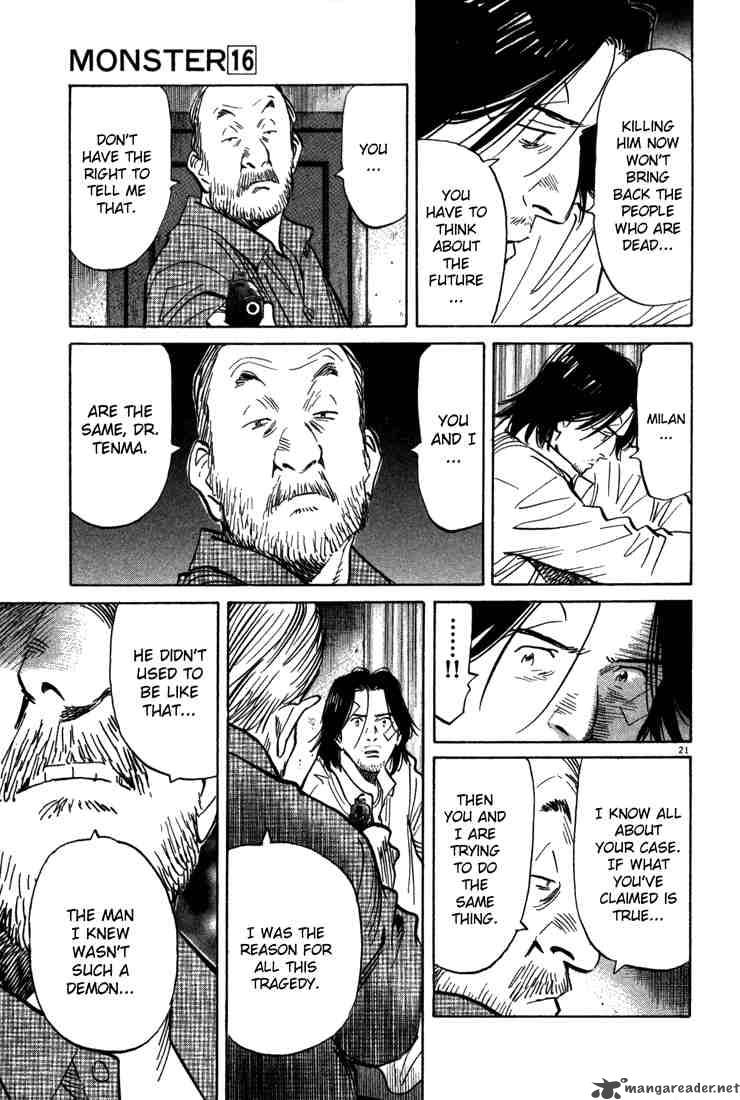 MONSTER 16
KILLING
HIM NOW
WON'T
BRING
BACK THE
PEOPLE
WHO ARE
DEAD...
YOU
HAVE TO
THINK
ABOUT
THE
FUTURE
...
YOU
...
DON'T
HAVE THE
RIGHT TO
TELL ME
THAT.
MILAN
...
YOU
AND I
...
ARE THE
SAME, DR.
TENMA.
......!!
21
I KNOW ALL
ABOUT
YOUR CASE.
IF WHAT
YOU'VE
CLAIMED IS
TRUE...
THEN
YOU AND
I ARE
TRYING
TO DO
THE
SAME
THING.
I WAS THE
REASON FOR
ALL THIS
TRAGEDY.
HE DIDN'T
USED TO
BE LIKE
THAT...
THE MAN
I KNEW
WASN'T
SUCH A
DEMON...
mangareader.net